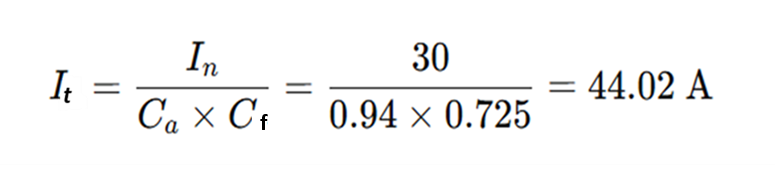 I_t = I_n / (C_a × C_f) = 30 / (0.94 × 0.725) = 44.02 A